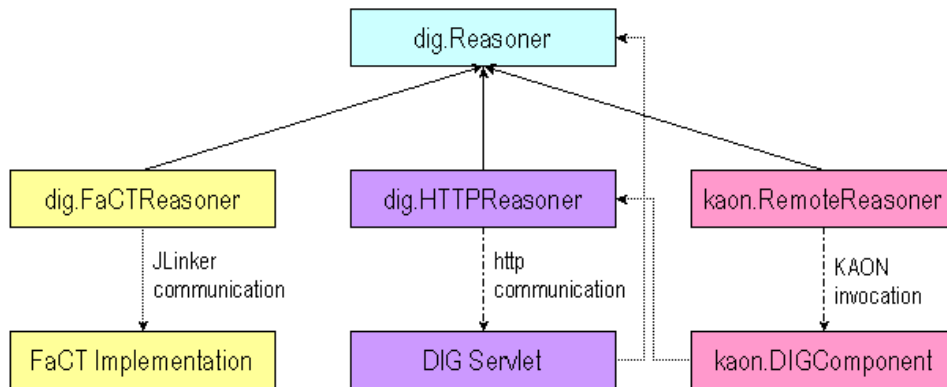 dig.Reasoner
dig.FaCTReasoner
dig.HTTPReasoner
kaon.RemoteReasoner
JLinker
communication
http
communication
KAON
invocation
FaCT Implementation
DIG Servlet
kaon.DIGComponent